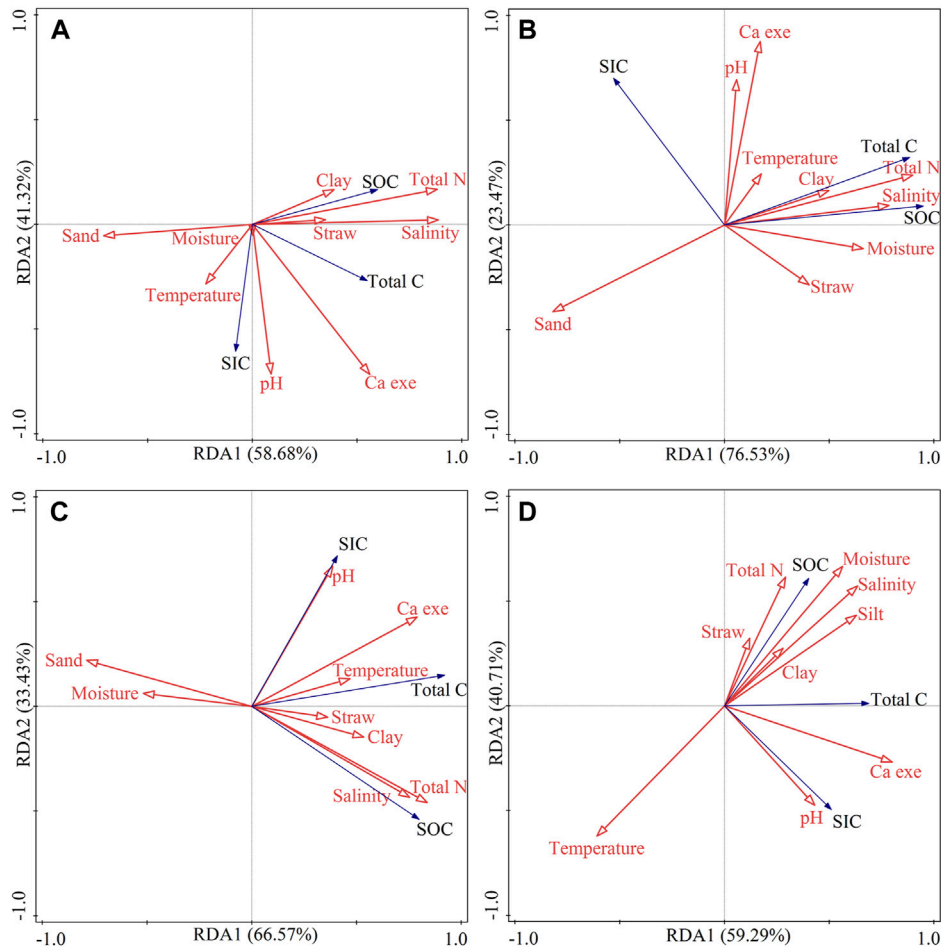 A
1.0
Clay
SOC
Total N
Sand
Moisture
Straw
Salinity
Temperature
Total C
SIC
pH
Ca exe
RDA2 (41.32%)
-1.0
-1.0
RDA1 (58.68%)
1.0
B
1.0
Ca exe
SIC
pH
Temperature
Total C
Clay
Total N
Salinity
SOC
Moisture
Straw
Sand
RDA2 (23.47%)
-1.0
-1.0
RDA1 (76.53%)
1.0
C
1.0
SIC
pH
Ca exe
Sand
Temperature
Moisture
Total C
Straw
Clay
Salinity
Total N
SOC
RDA2 (33.43%)
-1.0
-1.0
RDA1 (66.57%)
1.0
D
1.0
Total N
SOC
Moisture
Salinity
Silt
Straw
Clay
Total C
Ca exe
pH
SIC
Temperature
RDA2 (40.71%)
-1.0
-1.0
RDA1 (59.29%)
1.0